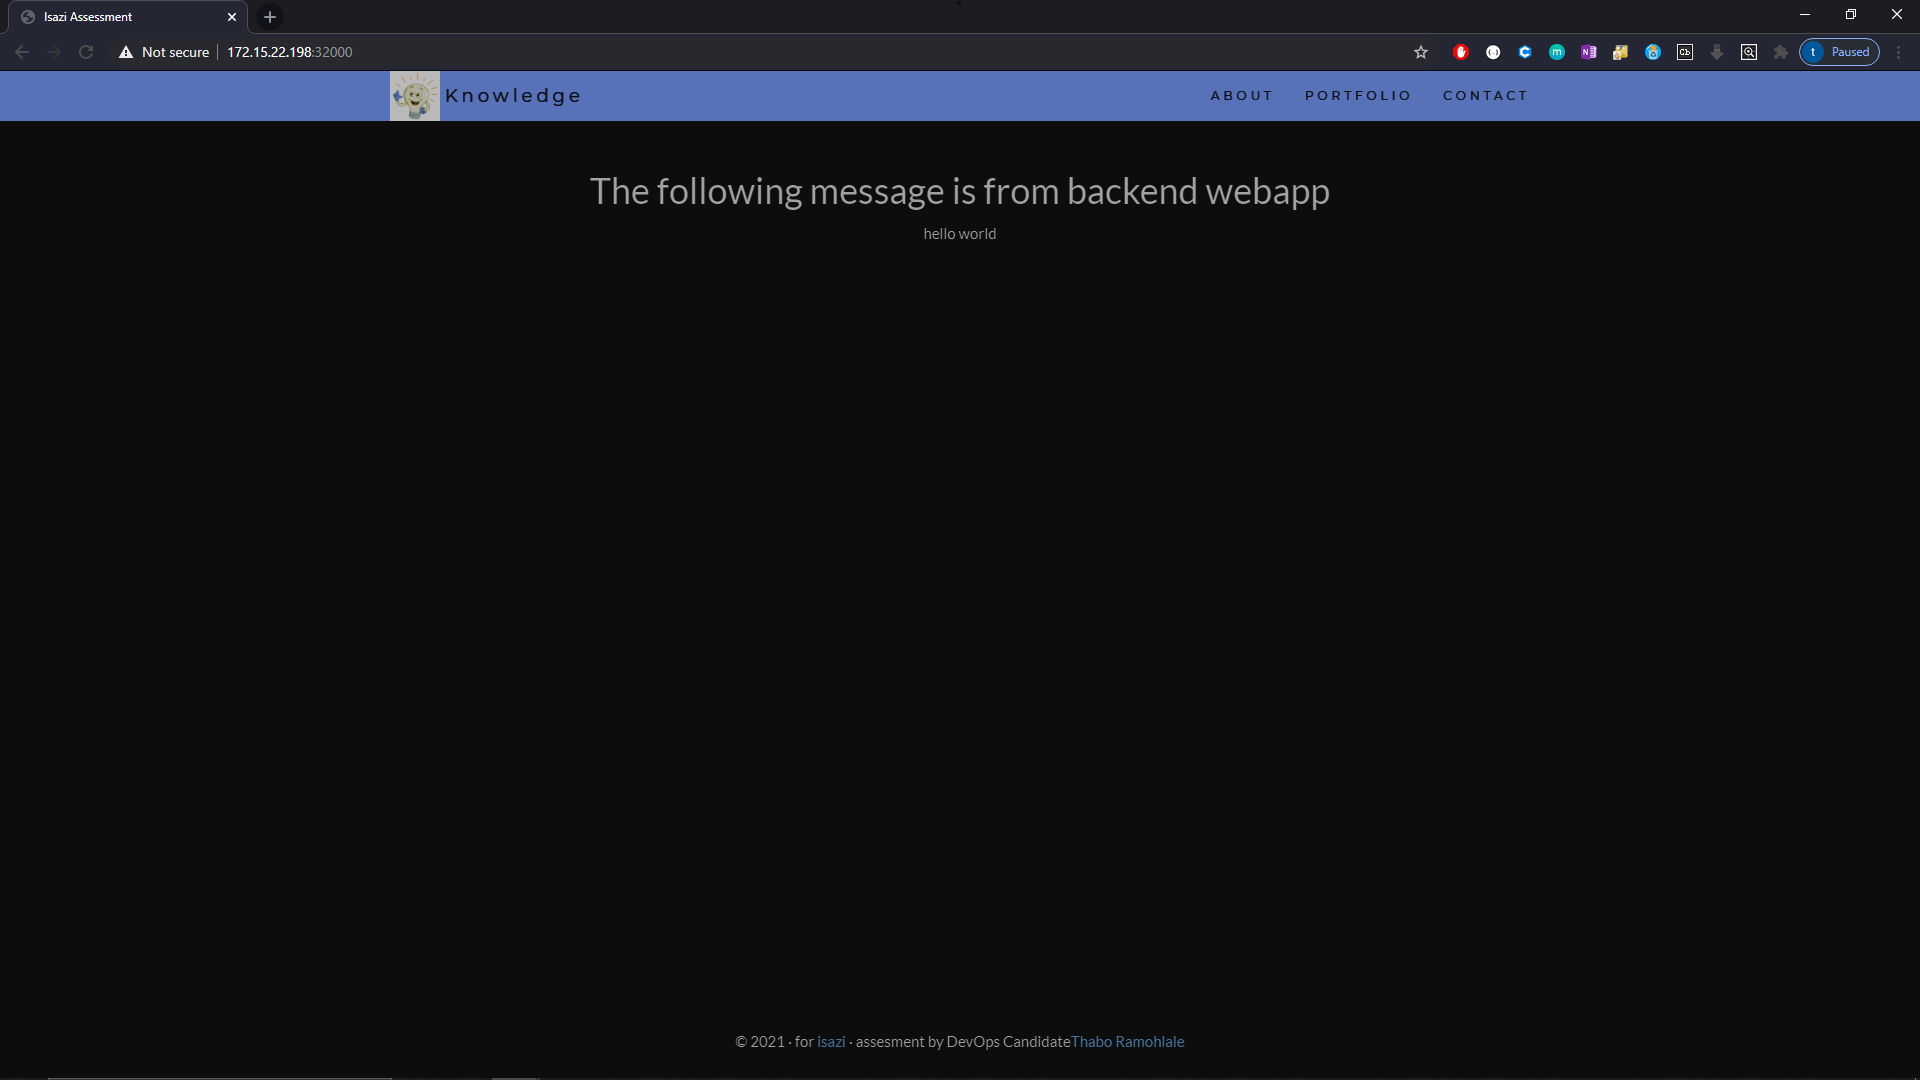 Isazi Assessment
Not secure 172.15.22.198:32000
t Paused
Knowledge ABOUT PORTFOLIO CONTACT
The following message is from backend webapp
hello world
© 2021 · for isazi · assesment by DevOps CandidateThabo Ramohlale